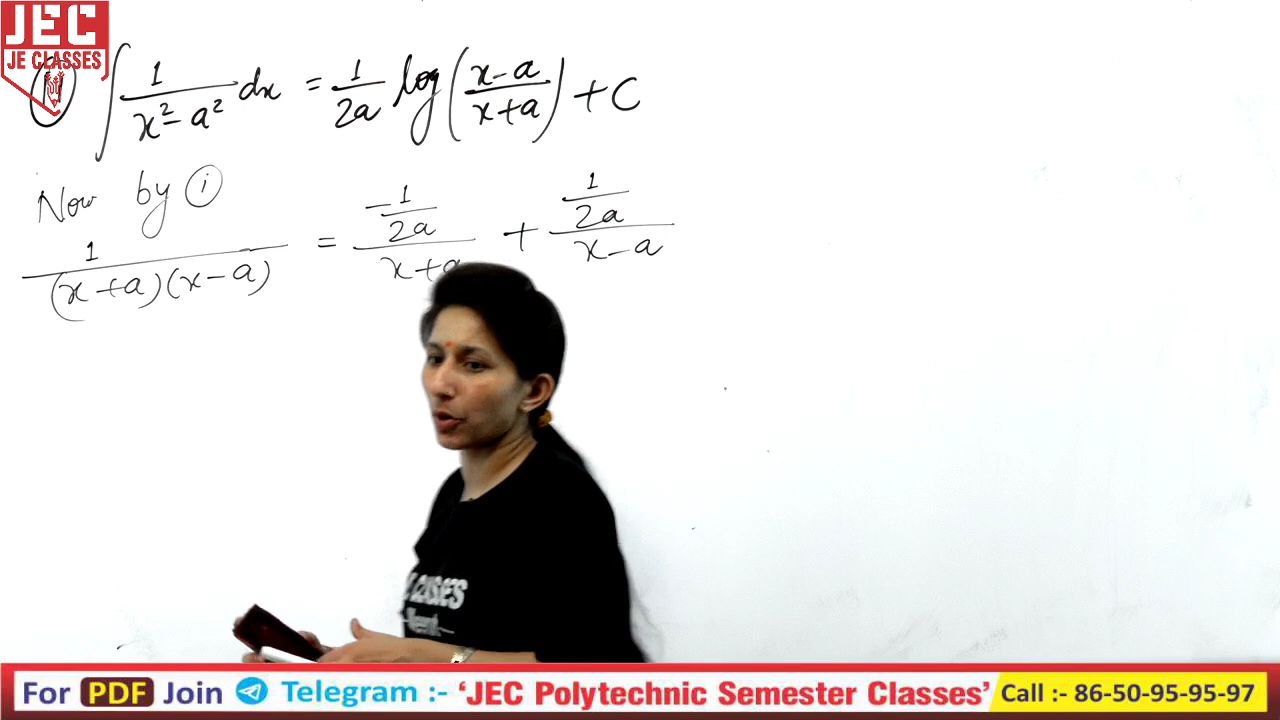 JEC
JE CLASSES
∫ 1/(x² - a²) dx = 1/2a log((x-a)/(x+a)) + C
Now by (i)
1/((x+a)(x-a)) = (-1/2a)/(x+a) + (1/2a)/(x-a)
CLASSES
For PDF Join Telegram :- 'JEC Polytechnic Semester Classes' Call :- 86-50-95-95-97